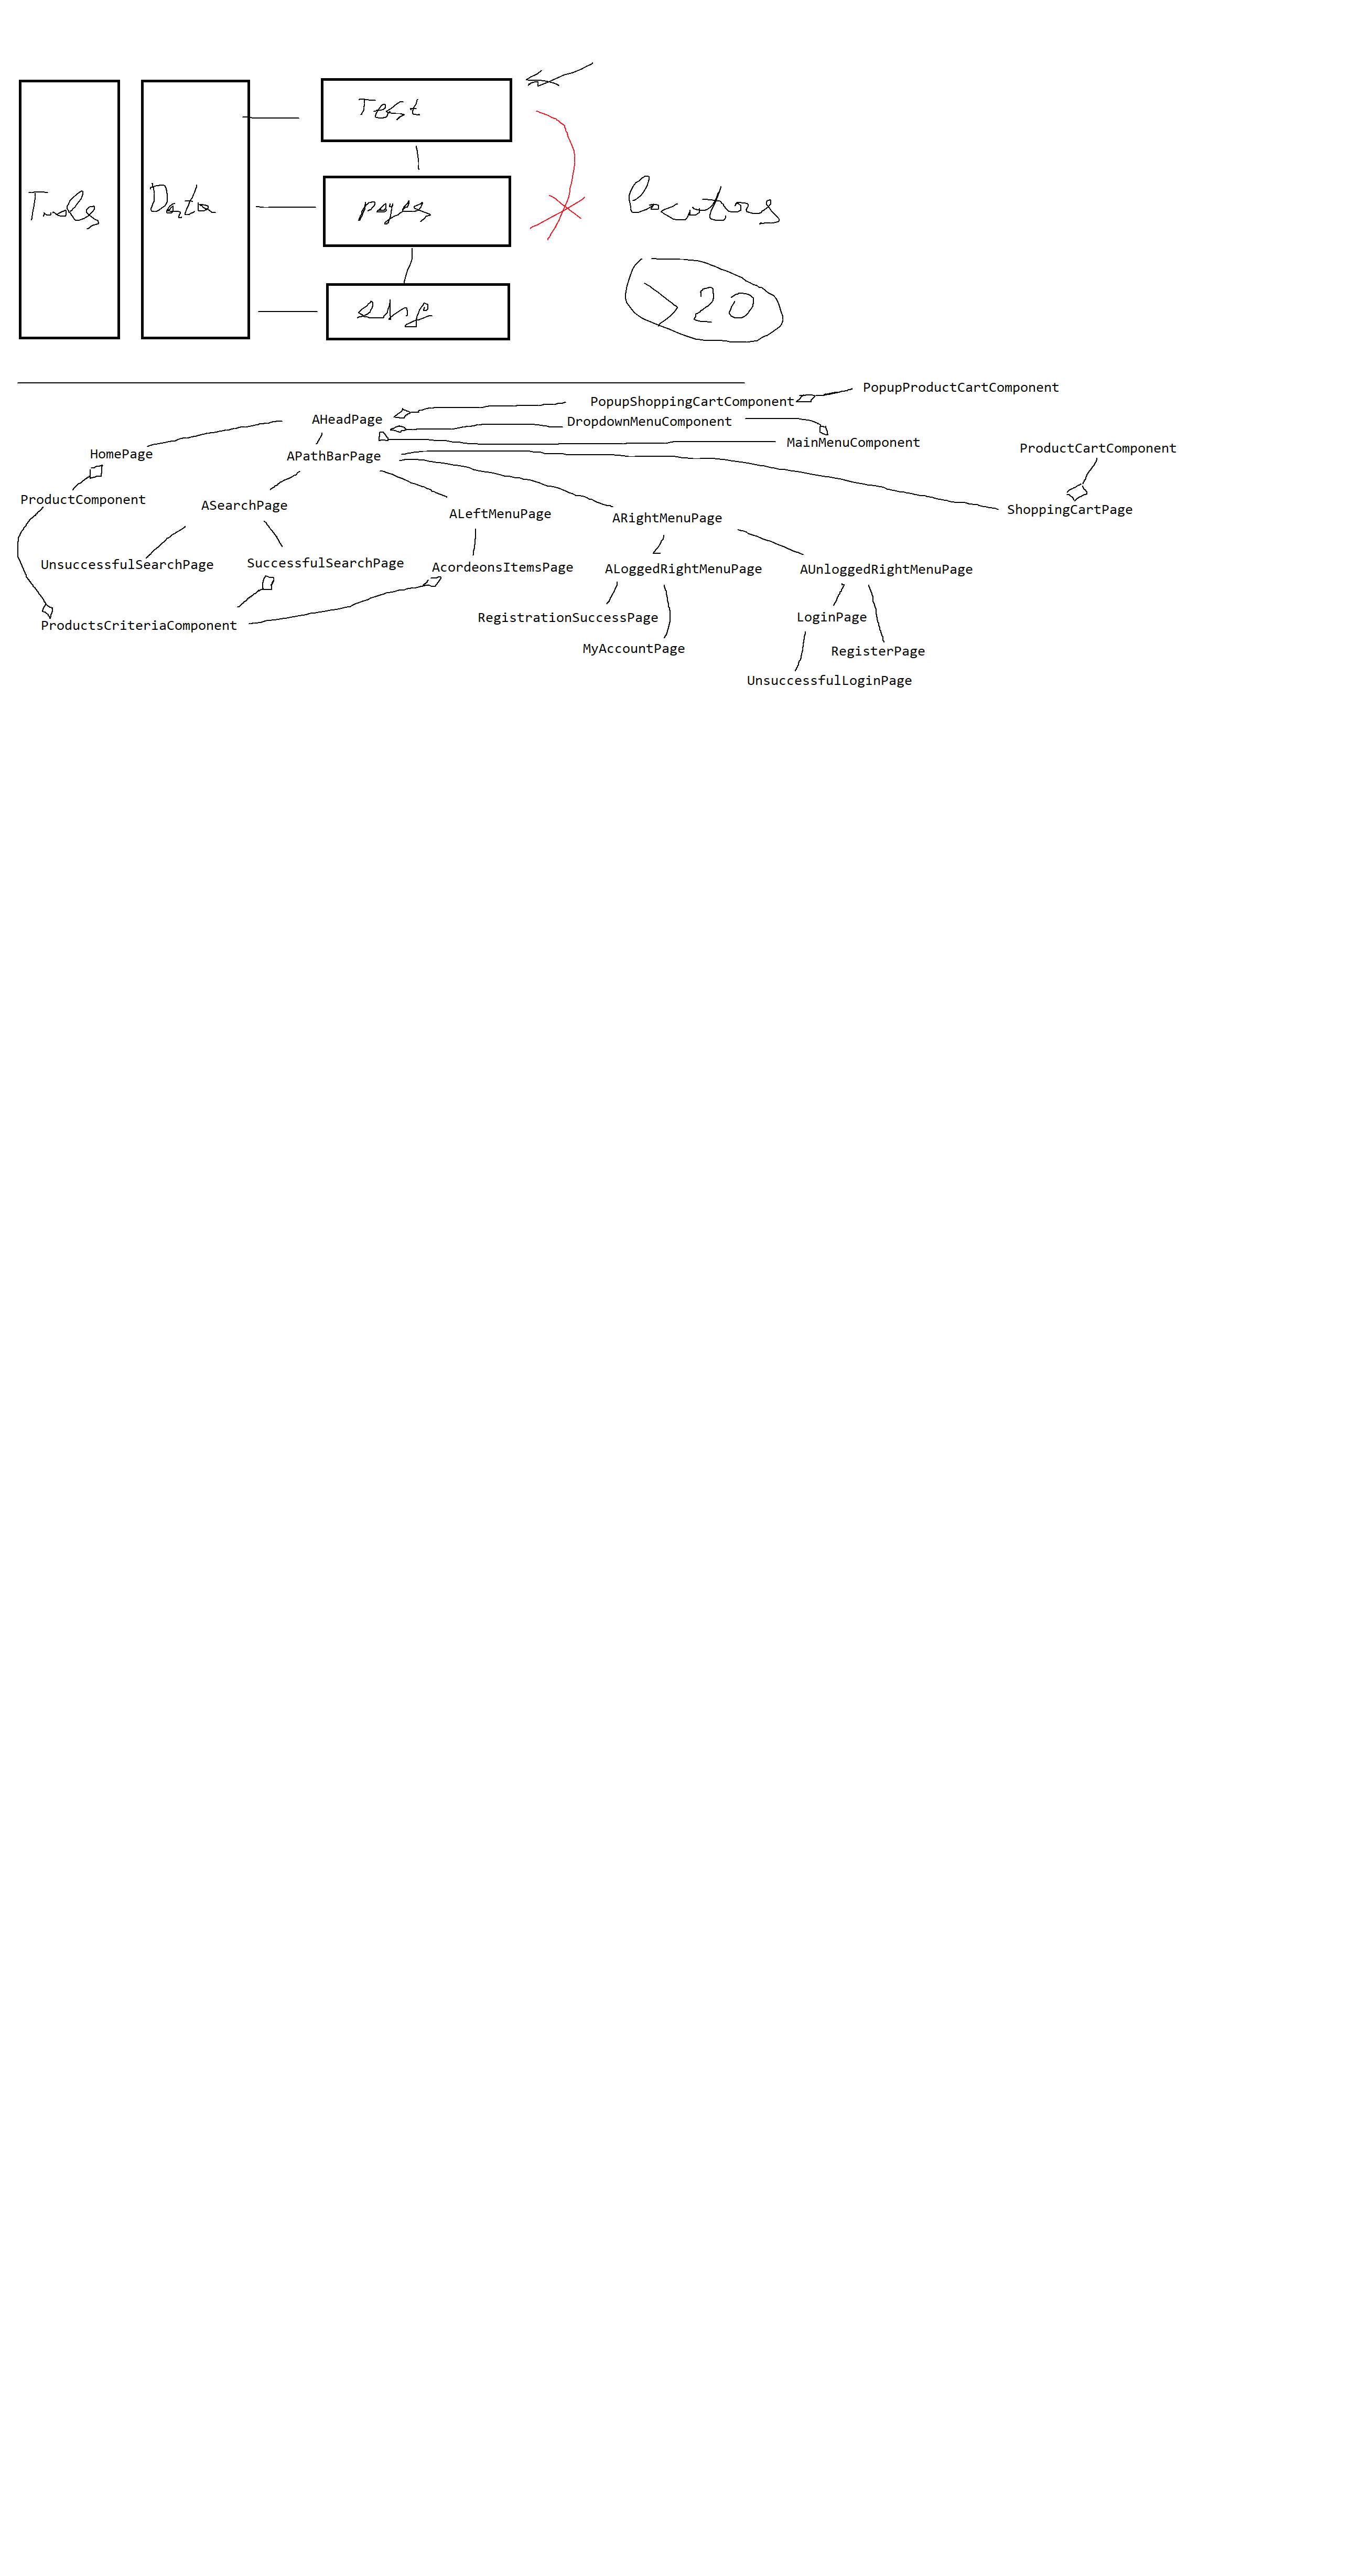 Test
Tools
Data
pages
Locators
> 20
PopupProductCartComponent
PopupShoppingCartComponent
AHeadPage
DropdownMenuComponent
MainMenuComponent
ProductCartComponent
HomePage
APathBarPage
ProductComponent
ASearchPage
ShoppingCartPage
ALeftMenuPage
ARightMenuPage
UnsuccessfulSearchPage
SuccessfulSearchPage
AcordeonsItemsPage
ALoggedRightMenuPage
AUnloggedRightMenuPage
RegistrationSuccessPage
LoginPage
ProductsCriteriaComponent
MyAccountPage
RegisterPage
UnsuccessfulLoginPage